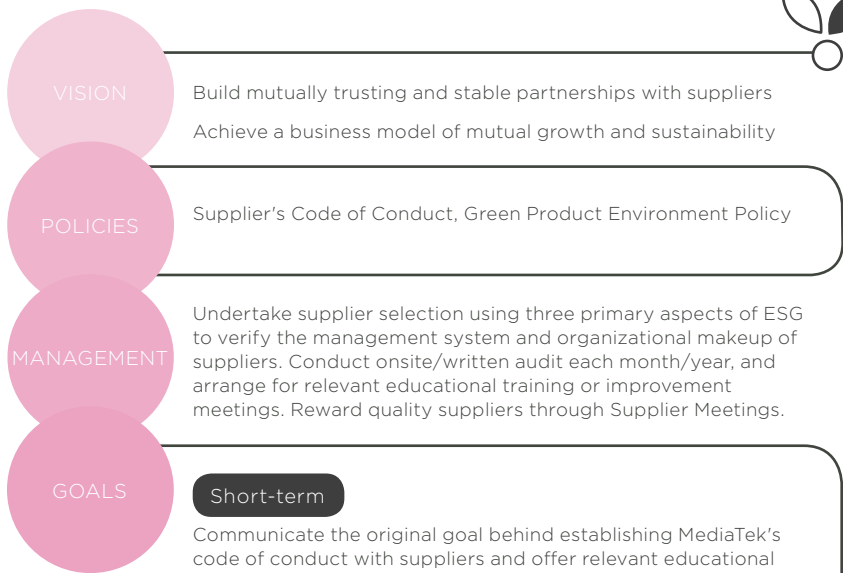 VISION
Build mutually trusting and stable partnerships with suppliers
Achieve a business model of mutual growth and sustainability
POLICIES
Supplier's Code of Conduct, Green Product Environment Policy
MANAGEMENT
Undertake supplier selection using three primary aspects of ESG
to verify the management system and organizational makeup of
suppliers. Conduct onsite/written audit each month/year, and
arrange for relevant educational training or improvement
meetings. Reward quality suppliers through Supplier Meetings.
GOALS
Short-term
Communicate the original goal behind establishing MediaTek's
code of conduct with suppliers and offer relevant educational